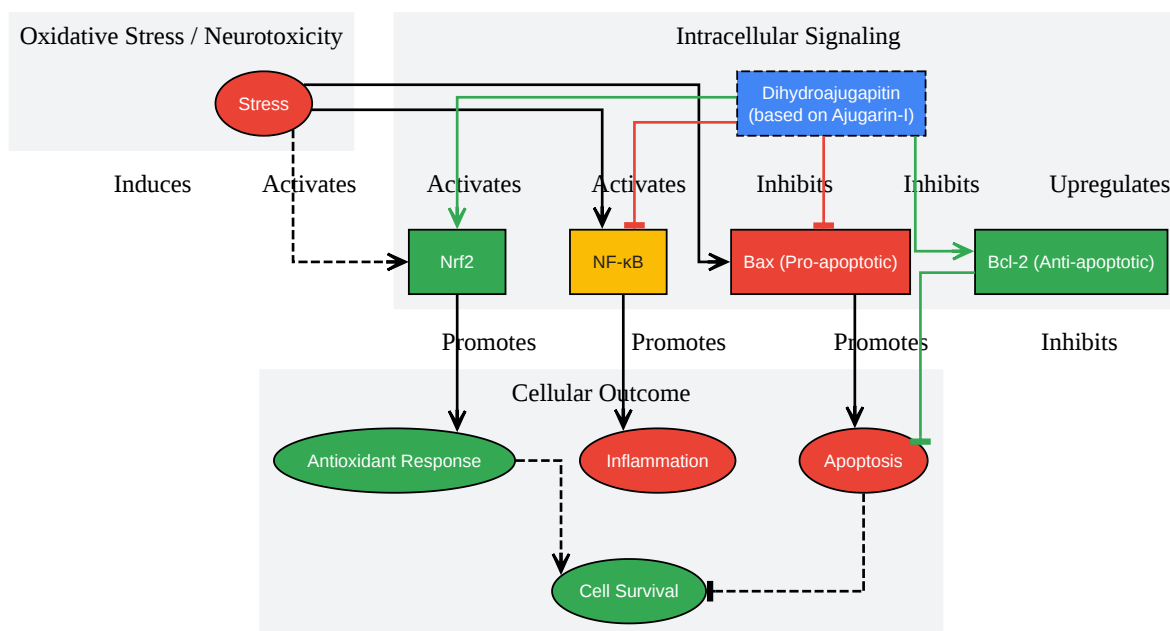 Oxidative Stress / Neurotoxicity
Intracellular Signaling
Stress
Dihydroajugapitin
(based on Ajugarin-I)
Induces
Activates
Activates
Activates
Inhibits
Inhibits
Upregulates
Nrf2
NF-κB
Bax (Pro-apoptotic)
Bcl-2 (Anti-apoptotic)
Promotes
Promotes
Promotes
Inhibits
Cellular Outcome
Antioxidant Response
Inflammation
Apoptosis
Cell Survival